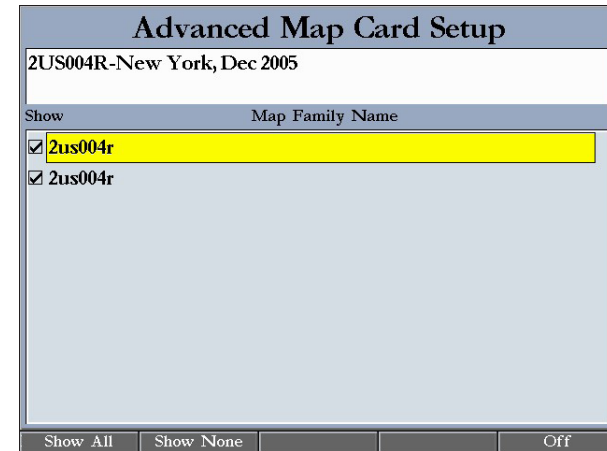 Advanced Map Card Setup
2US004R-New York, Dec 2005
Show Map Family Name
2us004r
2us004r
Show All Show None Off